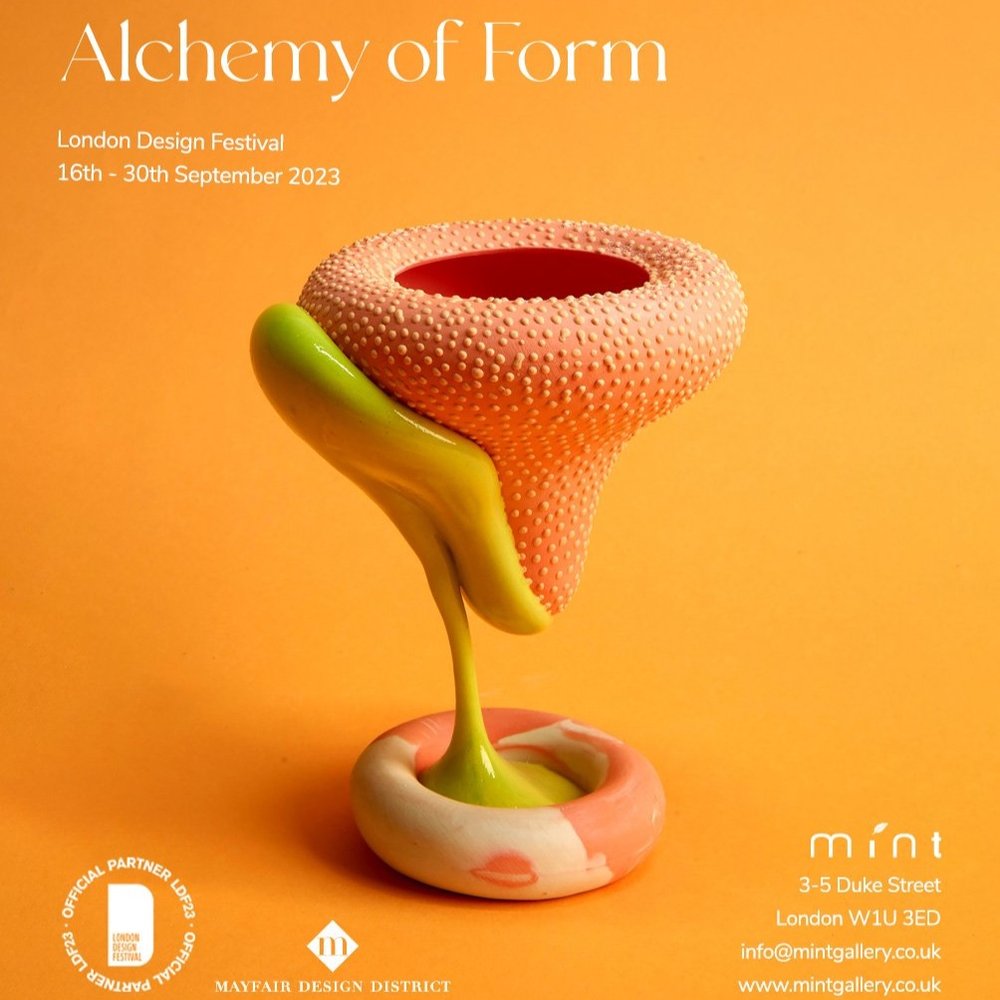 Alchemy of Form
London Design Festival
16th - 30th September 2023
mint
3-5 Duke Street
London W1U 3ED
info@mintgallery.co.uk
www.mintgallery.co.uk
OFFICIAL PARTNER LDF23 · OFFICIAL PARTNER LDF23 ·
LONDON
DESIGN
FESTIVAL
m
MAYFAIR DESIGN DISTRICT